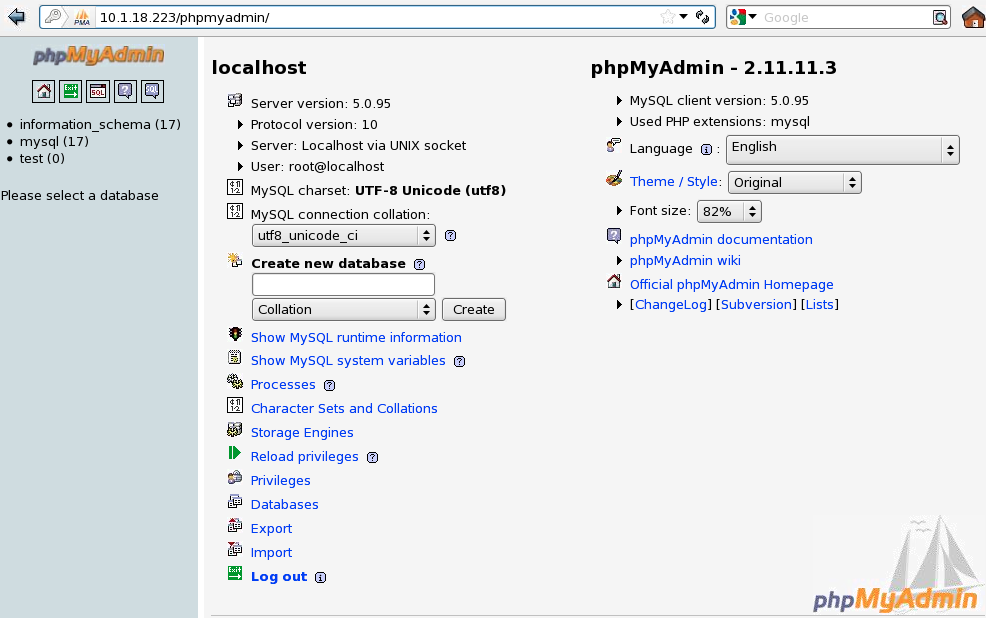 10.1.18.223/phpmyadmin/
Google
phpMyAdmin
Exit
SQL
SQL
information_schema (17)
mysql (17)
test (0)
Please select a database
localhost
Server version: 5.0.95
Protocol version: 10
Server: Localhost via UNIX socket
User: root@localhost
MySQL charset: UTF-8 Unicode (utf8)
MySQL connection collation:
utf8_unicode_ci
Create new database
Collation
Create
Show MySQL runtime information
Show MySQL system variables
Processes
Character Sets and Collations
Storage Engines
Reload privileges
Privileges
Databases
Export
Import
Exit
Log out
phpMyAdmin - 2.11.11.3
MySQL client version: 5.0.95
Used PHP extensions: mysql
Language :
English
Theme / Style:
Original
Font size:
82%
phpMyAdmin documentation
phpMyAdmin wiki
Official phpMyAdmin Homepage
[ChangeLog] [Subversion] [Lists]
phpMyAdmin